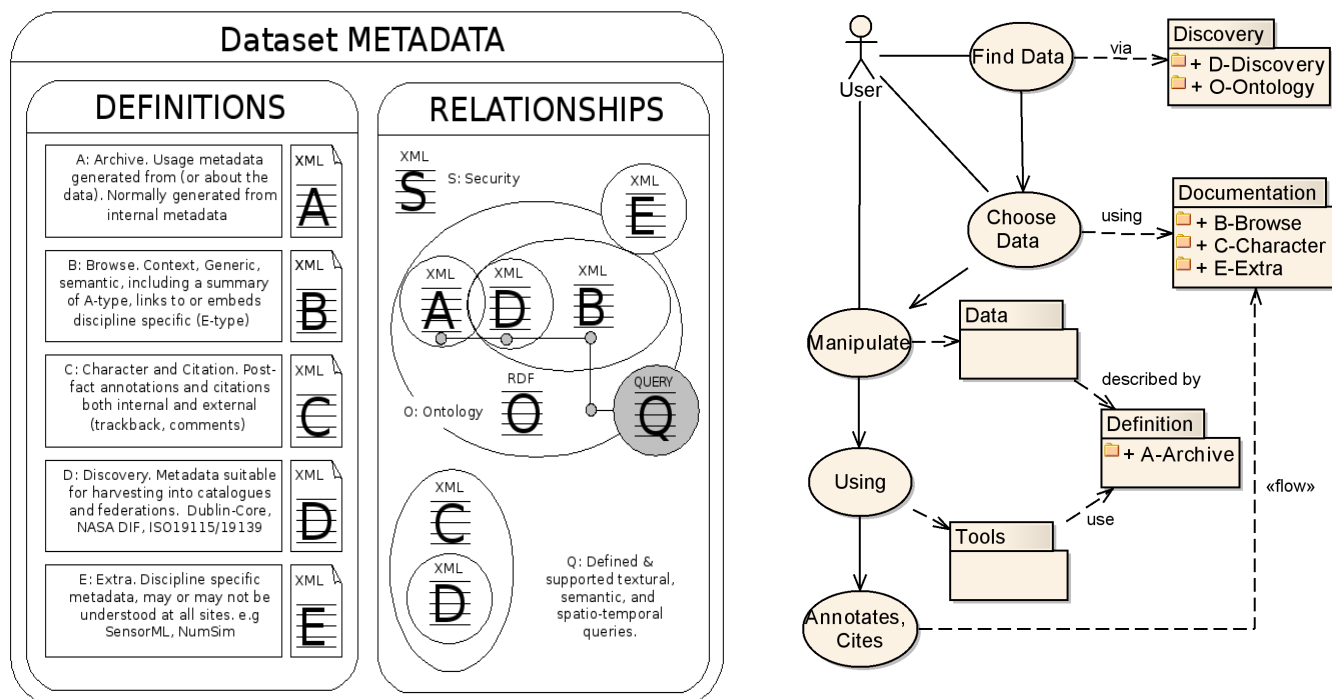 Dataset METADATA
DEFINITIONS
A: Archive. Usage metadata
generated from (or about the
data). Normally generated from
internal metadata
XML
A
B: Browse. Context, Generic,
semantic, including a summary
of A-type, links to or embeds
discipline specific (E-type)
XML
B
C: Character and Citation. Post-
fact annotations and citations
both internal and external
(trackback, comments)
XML
C
D: Discovery. Metadata suitable
for harvesting into catalogues
and federations. Dublin-Core,
NASA DIF, ISO19115/19139
XML
D
E: Extra. Discipline specific
metadata, may or may not be
understood at all sites. e.g
SensorML, NumSim
XML
E
RELATIONSHIPS
XML
S
S: Security
XML
E
XML
A
XML
D
XML
B
O: Ontology
RDF
O
QUERY
Q
XML
C
XML
D
Q: Defined &
supported textural,
semantic, and
spatio-temporal
queries.
User
Find Data
via
Discovery
+ D-Discovery
+ O-Ontology
Choose
Data
using
Documentation
+ B-Browse
+ C-Character
+ E-Extra
Manipulate
Data
described by
Definition
+ A-Archive
«flow»
Using
use
Tools
Annotates,
Cites